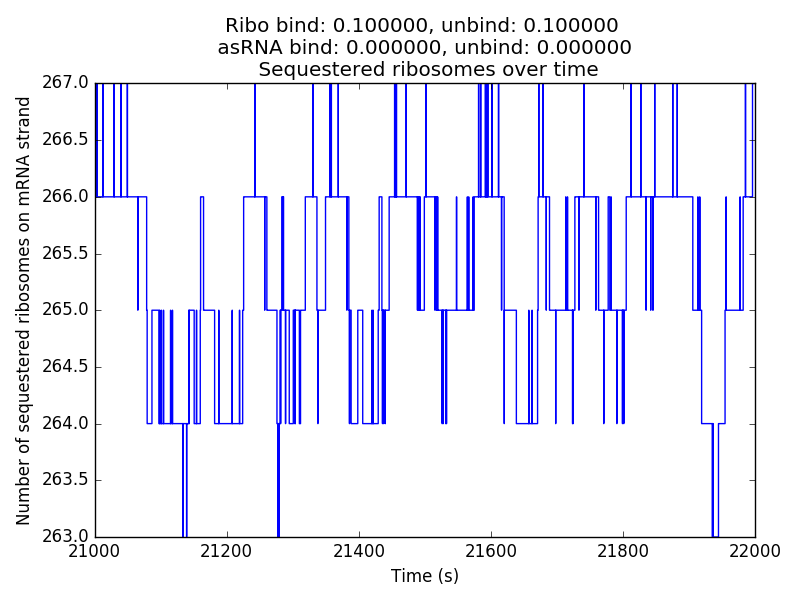 Ribo bind: 0.100000, unbind: 0.100000
asRNA bind: 0.000000, unbind: 0.000000
Sequestered ribosomes over time
Number of sequestered ribosomes on mRNA strand
267.0
266.5
266.0
265.5
265.0
264.5
264.0
263.5
263.0
21000 21200 21400 21600 21800 22000
Time (s)